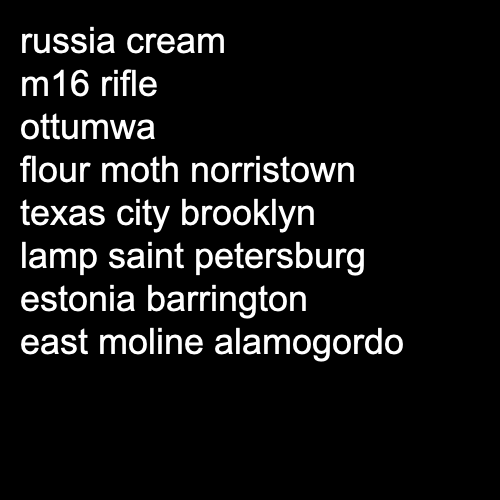 russia cream
m16 rifle
ottumwa
flour moth norristown
texas city brooklyn
lamp saint petersburg
estonia barrington
east moline alamogordo